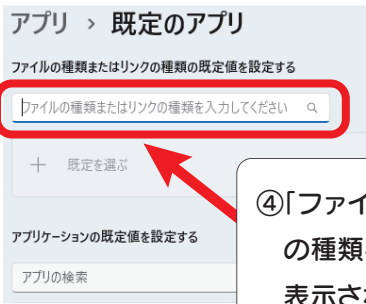 アプリ › 既定のアプリ
ファイルの種類またはリンクの種類の既定値を設定する
ファイルの種類またはリンクの種類を入力してください
＋ 既定を選ぶ
アプリケーションの既定値を設定する
アプリの検索
④「ファイ
の種類
表示さ